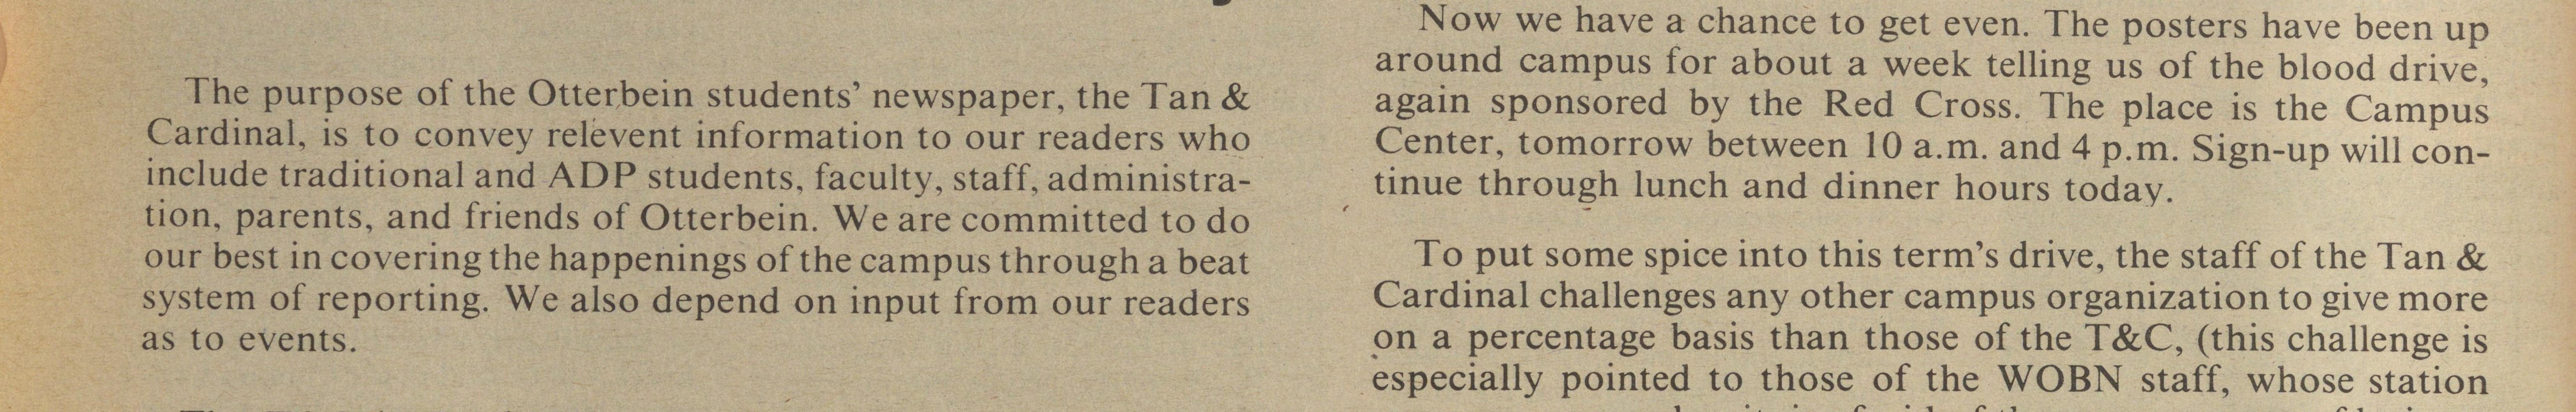 The purpose of the Otterbein students' newspaper, the Tan &
Cardinal, is to convey relevent information to our readers who
include traditional and ADP students, faculty, staff, administra-
tion, parents, and friends of Otterbein. We are committed to do
our best in covering the happenings of the campus through a beat
system of reporting. We also depend on input from our readers
as to events.
Now we have a chance to get even. The posters have been up
around campus for about a week telling us of the blood drive,
again sponsored by the Red Cross. The place is the Campus
Center, tomorrow between 10 a.m. and 4 p.m. Sign-up will con-
tinue through lunch and dinner hours today.
To put some spice into this term's drive, the staff of the Tan &
Cardinal challenges any other campus organization to give more
on a percentage basis than those of the T&C, (this challenge is
especially pointed to those of the WOBN staff, whose station